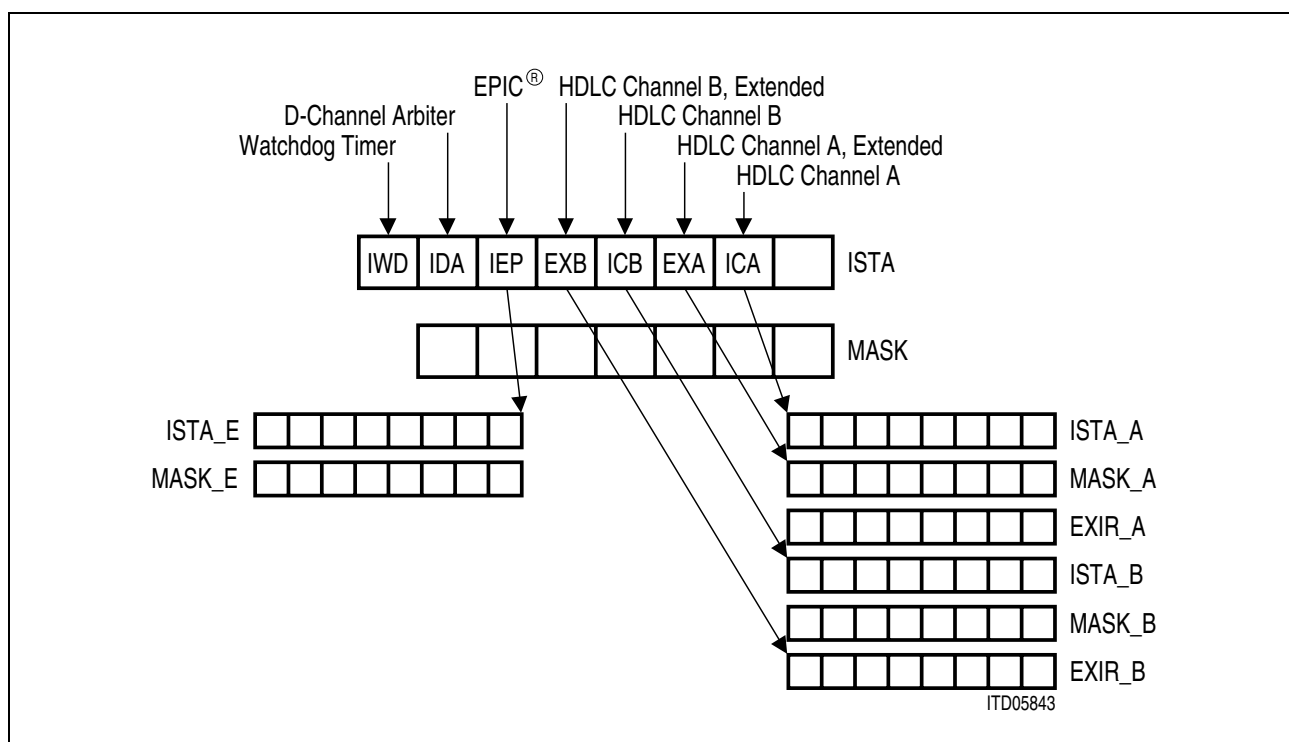 EPIC® HDLC Channel B, Extended
D-Channel Arbiter HDLC Channel B
Watchdog Timer HDLC Channel A, Extended
HDLC Channel A
IWD IDA IEP EXB ICB EXA ICA ISTA
MASK
ISTA_E ISTA_A
MASK_E MASK_A
EXIR_A
ISTA_B
MASK_B
EXIR_B
ITD05843